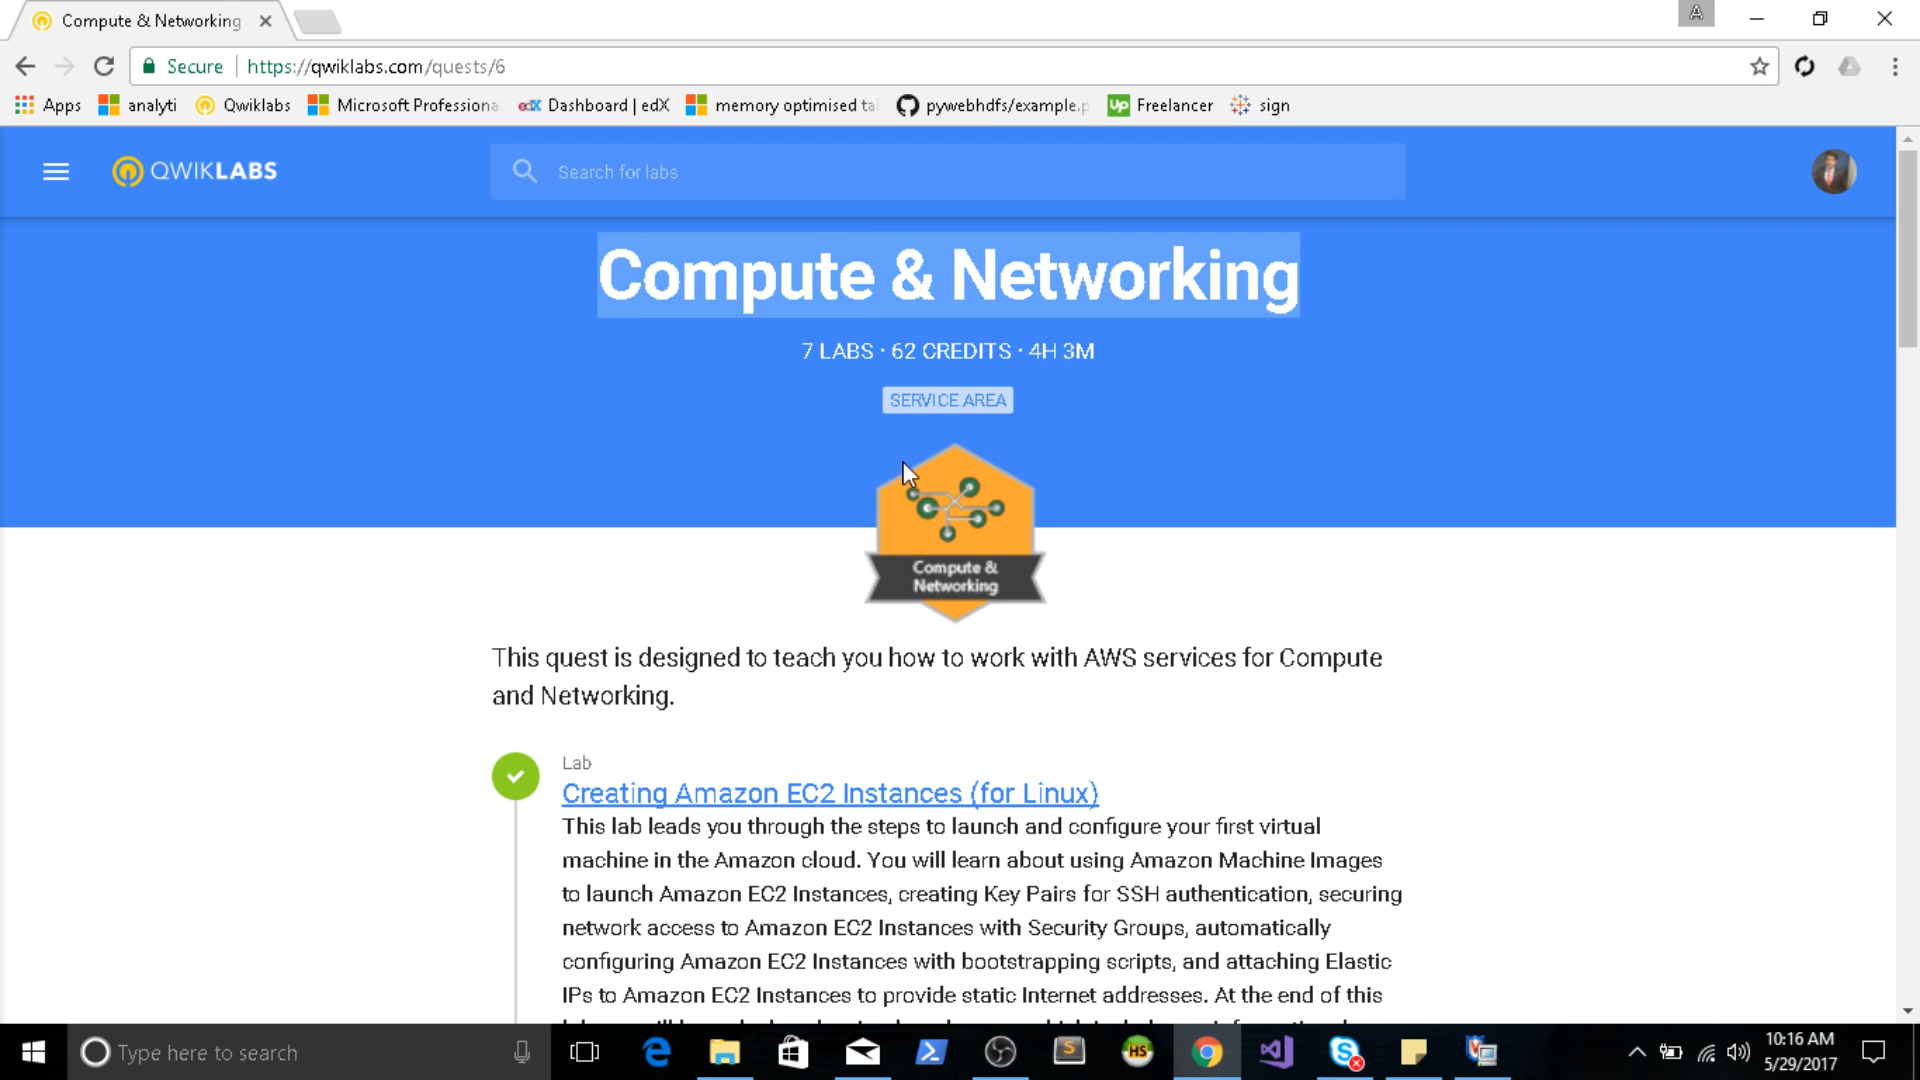 Compute & Networking
A
Secure
https://qwiklabs.com/quests/6
Apps
analyti
Qwiklabs
Microsoft Professiona
edX Dashboard | edX
memory optimised ta
pywebhdfs/example.p
Up Freelancer
sign
QWIKLABS
Search for labs
Compute & Networking
7 LABS · 62 CREDITS · 4H 3M
SERVICE AREA
Compute &
Networking
This quest is designed to teach you how to work with AWS services for Compute
and Networking.
Lab
Creating Amazon EC2 Instances (for Linux)
This lab leads you through the steps to launch and configure your first virtual
machine in the Amazon cloud. You will learn about using Amazon Machine Images
to launch Amazon EC2 Instances, creating Key Pairs for SSH authentication, securing
network access to Amazon EC2 Instances with Security Groups, automatically
configuring Amazon EC2 Instances with bootstrapping scripts, and attaching Elastic
IPs to Amazon EC2 Instances to provide static Internet addresses. At the end of this
Type here to search
S
HS
10:16 AM
5/29/2017